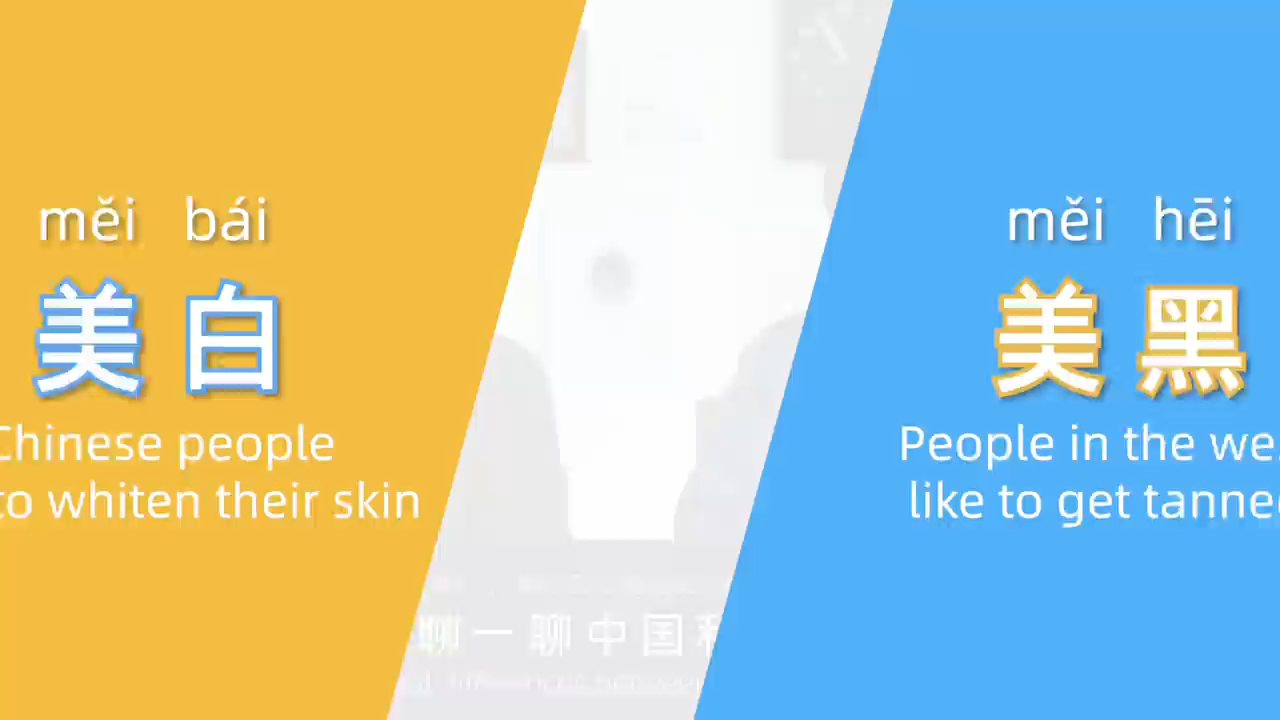 měi bái
美白
Chinese people
to whiten their skin
měi hēi
美黑
People in the we
like to get tanne
聊一聊中国